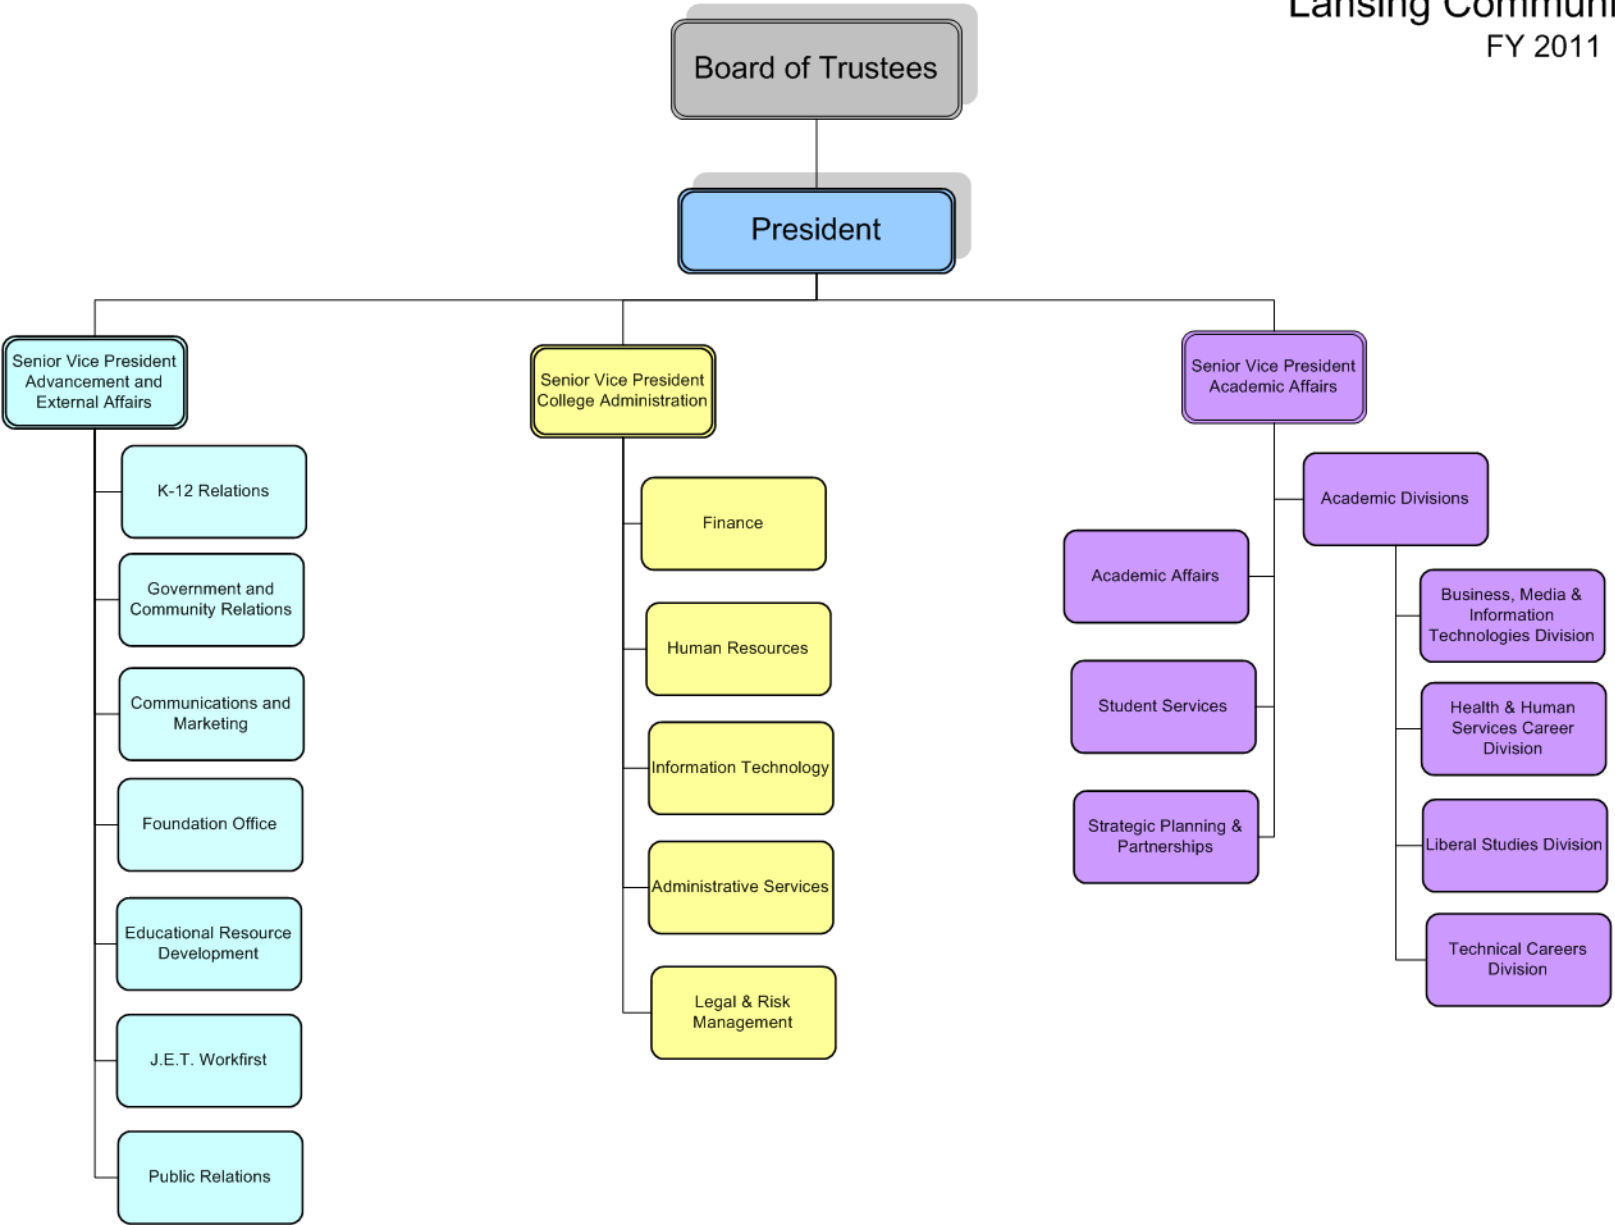 Lansing Communi
FY 2011
Board of Trustees
President
Senior Vice President
Advancement and
External Affairs
K-12 Relations
Government and
Community Relations
Communications and
Marketing
Foundation Office
Educational Resource
Development
J.E.T. Workfirst
Public Relations
Senior Vice President
College Administration
Finance
Human Resources
Information Technology
Administrative Services
Legal & Risk
Management
Senior Vice President
Academic Affairs
Academic Divisions
Academic Affairs
Student Services
Strategic Planning &
Partnerships
Business, Media &
Information
Technologies Division
Health & Human
Services Career
Division
Liberal Studies Division
Technical Careers
Division